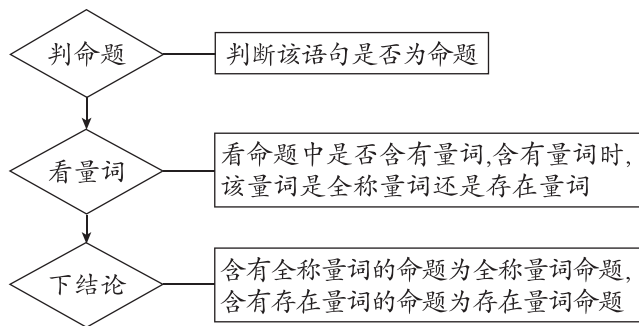 判命题
判断该语句是否为命题
看量词
看命题中是否含有量词,含有量词时,
该量词是全称量词还是存在量词
下结论
含有全称量词的命题为全称量词命题,
含有存在量词的命题为存在量词命题